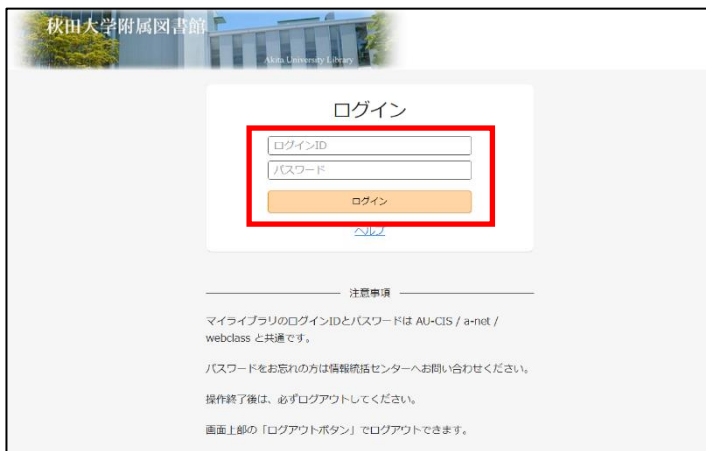 秋田大学附属図書館
Akita University Library
ログイン
ログインID
パスワード
ログイン
ヘルプ
注意事項
マイライブラリのログインIDとパスワードは AU-CIS / a-net /
webclass と共通です。
パスワードをお忘れの方は情報統括センターへお問い合わせください。
操作終了後は、必ずログアウトしてください。
画面上部の「ログアウトボタン」でログアウトできます。